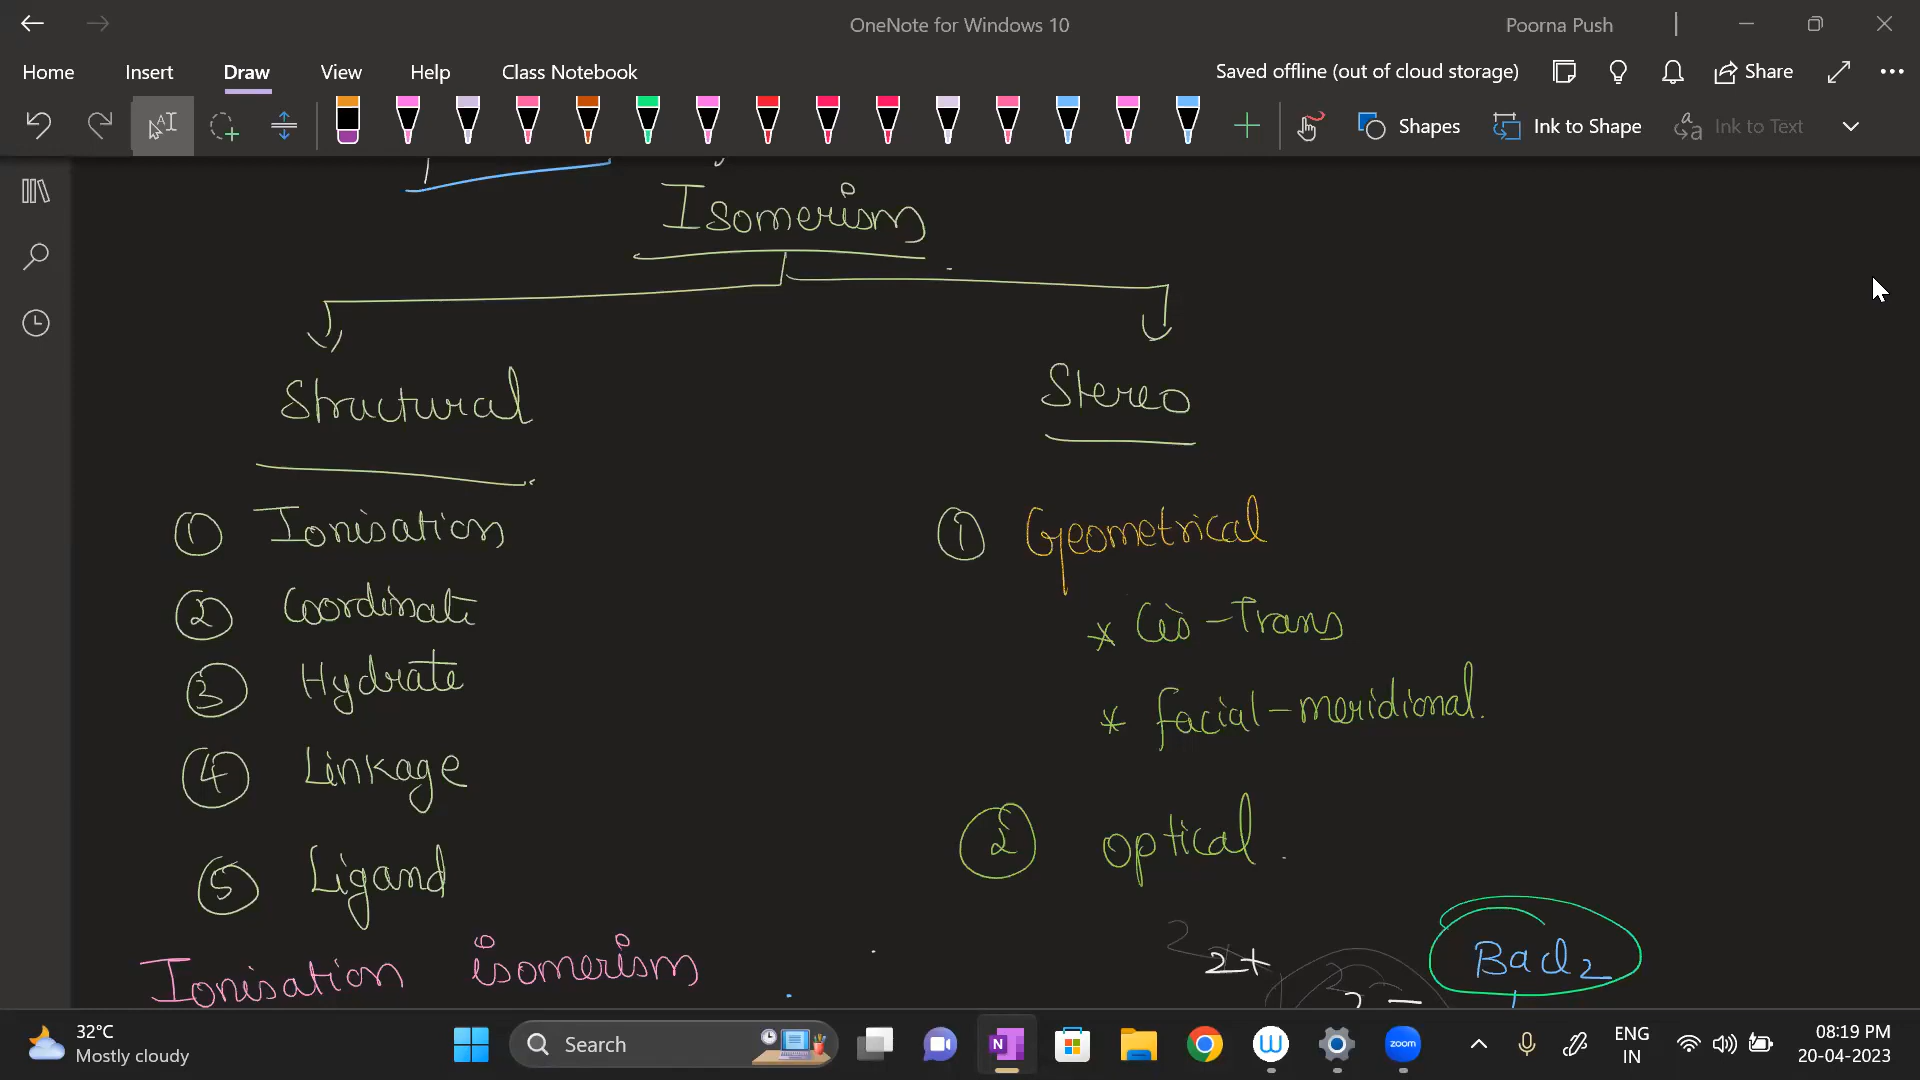 OneNote for Windows 10
Poorna Push
Home Insert Draw View Help Class Notebook
Saved offline (out of cloud storage)
Share
Shapes
Ink to Shape
Ink to Text
Isomerism
Structural
Stereo
1 Ionisation
2 Coordinate
3 Hydrate
4 Linkage
5 Ligand
1 Geometrical
* Cis-Trans
* facial-meridional.
2 optical.
Ionisation isomerism
2+
Bacl2
32°C
Mostly cloudy
Search
zoom
ENG
IN
08:19 PM
20-04-2023